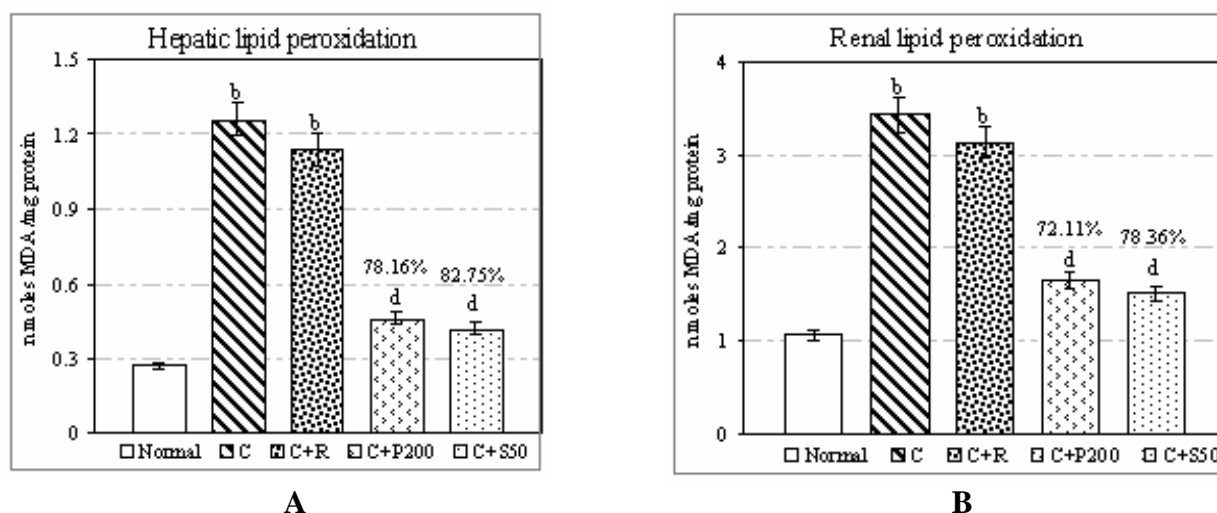 Hepatic lipid peroxidation
nmoles MDA/mg protein
1.5
1.2
0.9
0.6
0.3
0
b
b
78.16%
d
82.75%
d
Normal C C+R C+P200 C+S50
A
Renal lipid peroxidation
nmoles MDA/mg protein
4
3
2
1
0
b
b
72.11%
d
78.36%
d
Normal C C+R C+P200 C+S50
B